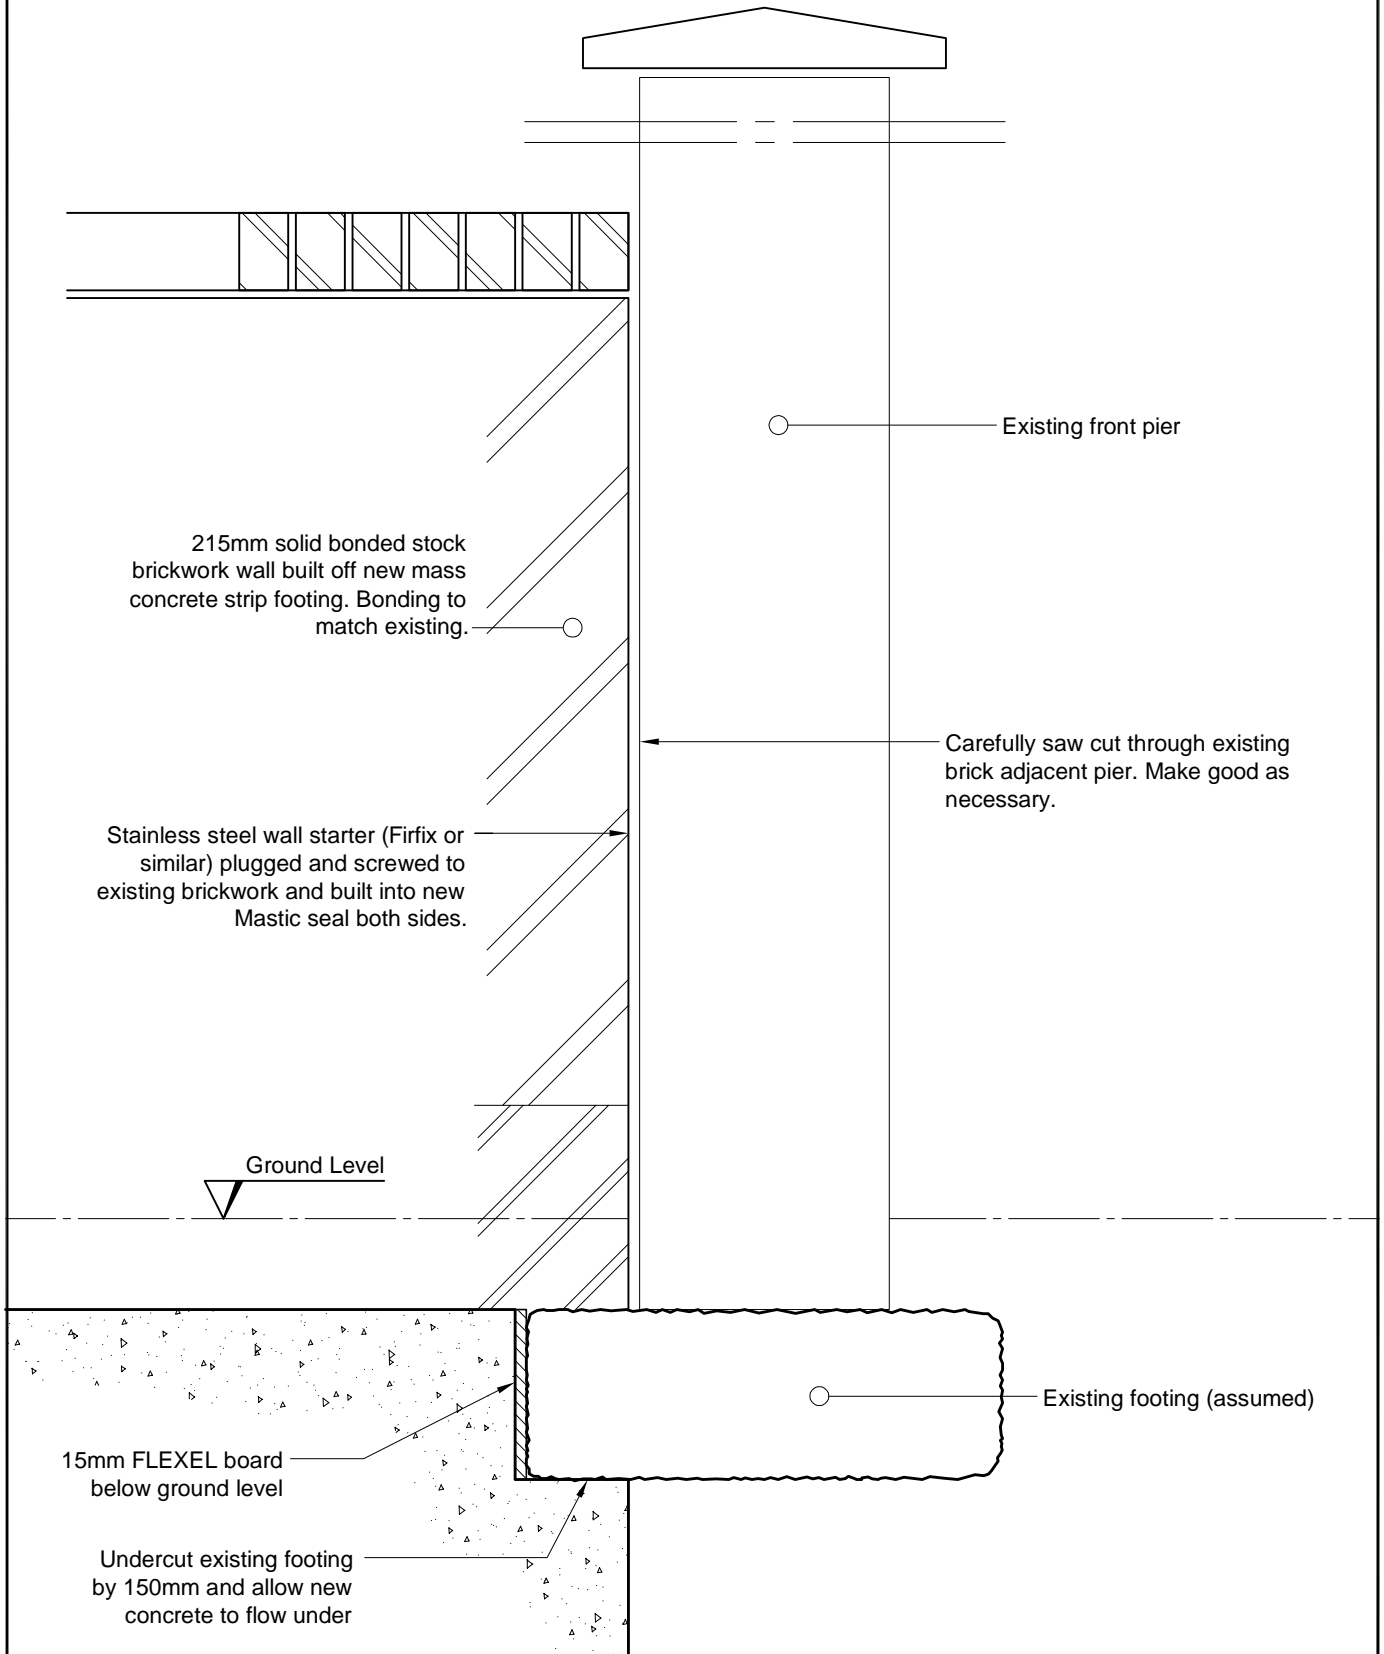 Existing front pier
215mm solid bonded stock
brickwork wall built off new mass
concrete strip footing. Bonding to
match existing.
Carefully saw cut through existing
brick adjacent pier. Make good as
necessary.
Stainless steel wall starter (Firfix or
similar) plugged and screwed to
existing brickwork and built into new
Mastic seal both sides.
Ground Level
Existing footing (assumed)
15mm FLEXEL board
below ground level
Undercut existing footing
by 150mm and allow new
concrete to flow under